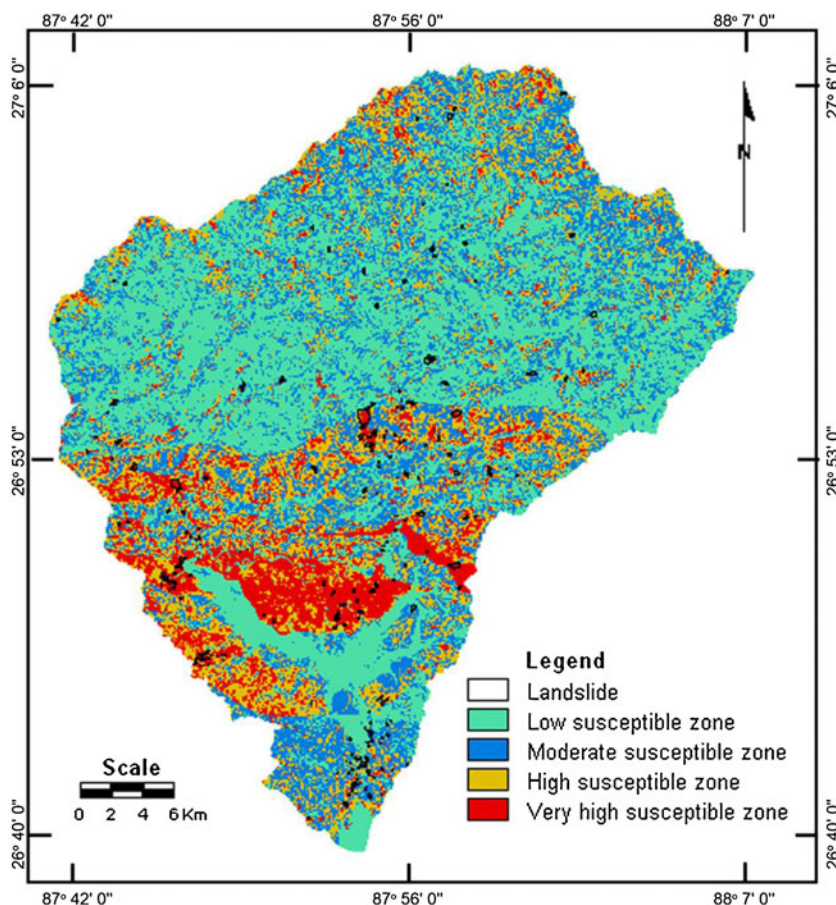 87° 42' 0" 87° 56' 0" 88° 7' 0"
27° 6' 0" 27° 6' 0"
N
26° 53' 0" 26° 53' 0"
Legend
Landslide
Low susceptible zone
Moderate susceptible zone
High susceptible zone
Very high susceptible zone
Scale
0 2 4 6 Km
26° 40' 0" 26° 40' 0"
87° 42' 0" 87° 56' 0" 88° 7' 0"